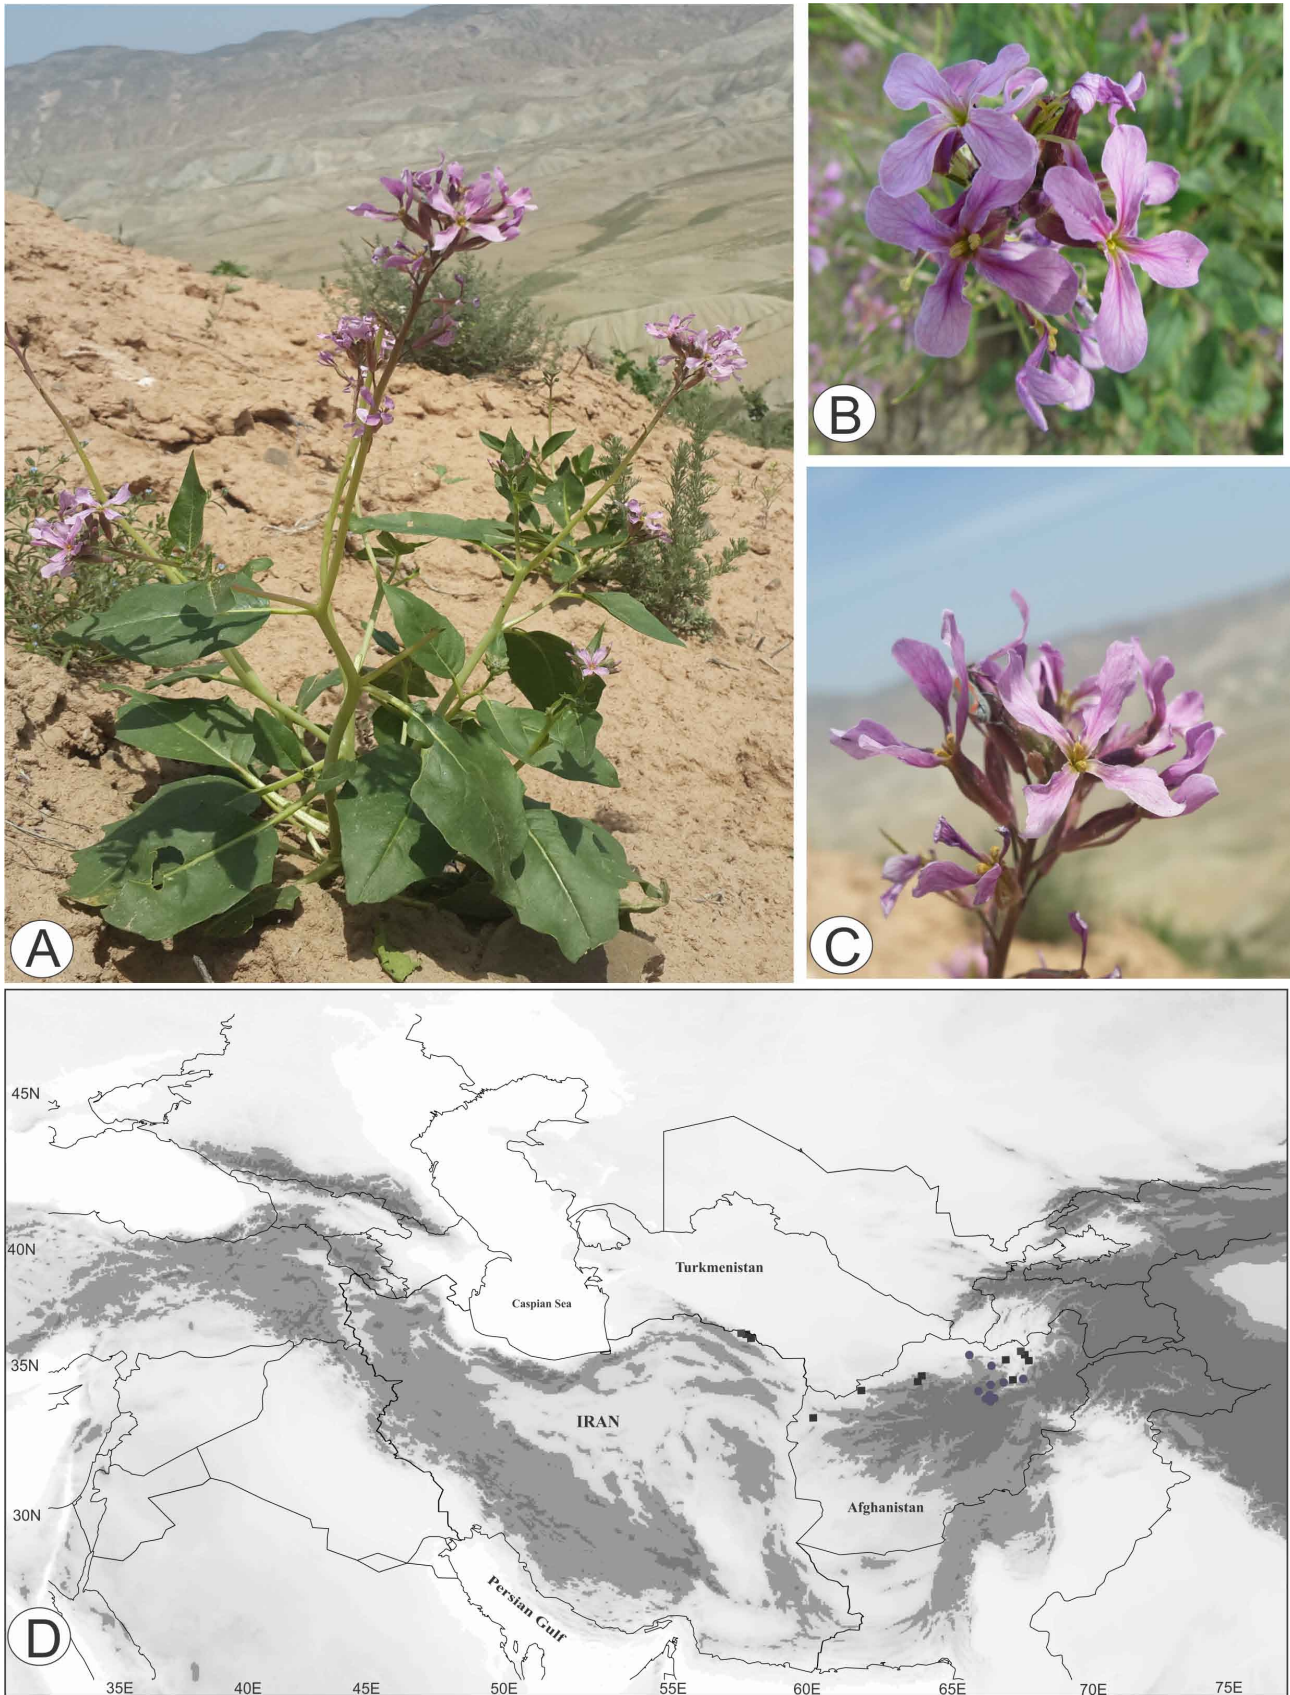 A
B
C
45N
40N
Turkmenistan
Caspian Sea
35N
IRAN
Afghanistan
30N
Persian Gulf
D
35E 40E 45E 50E 55E 60E 65E 70E 75E